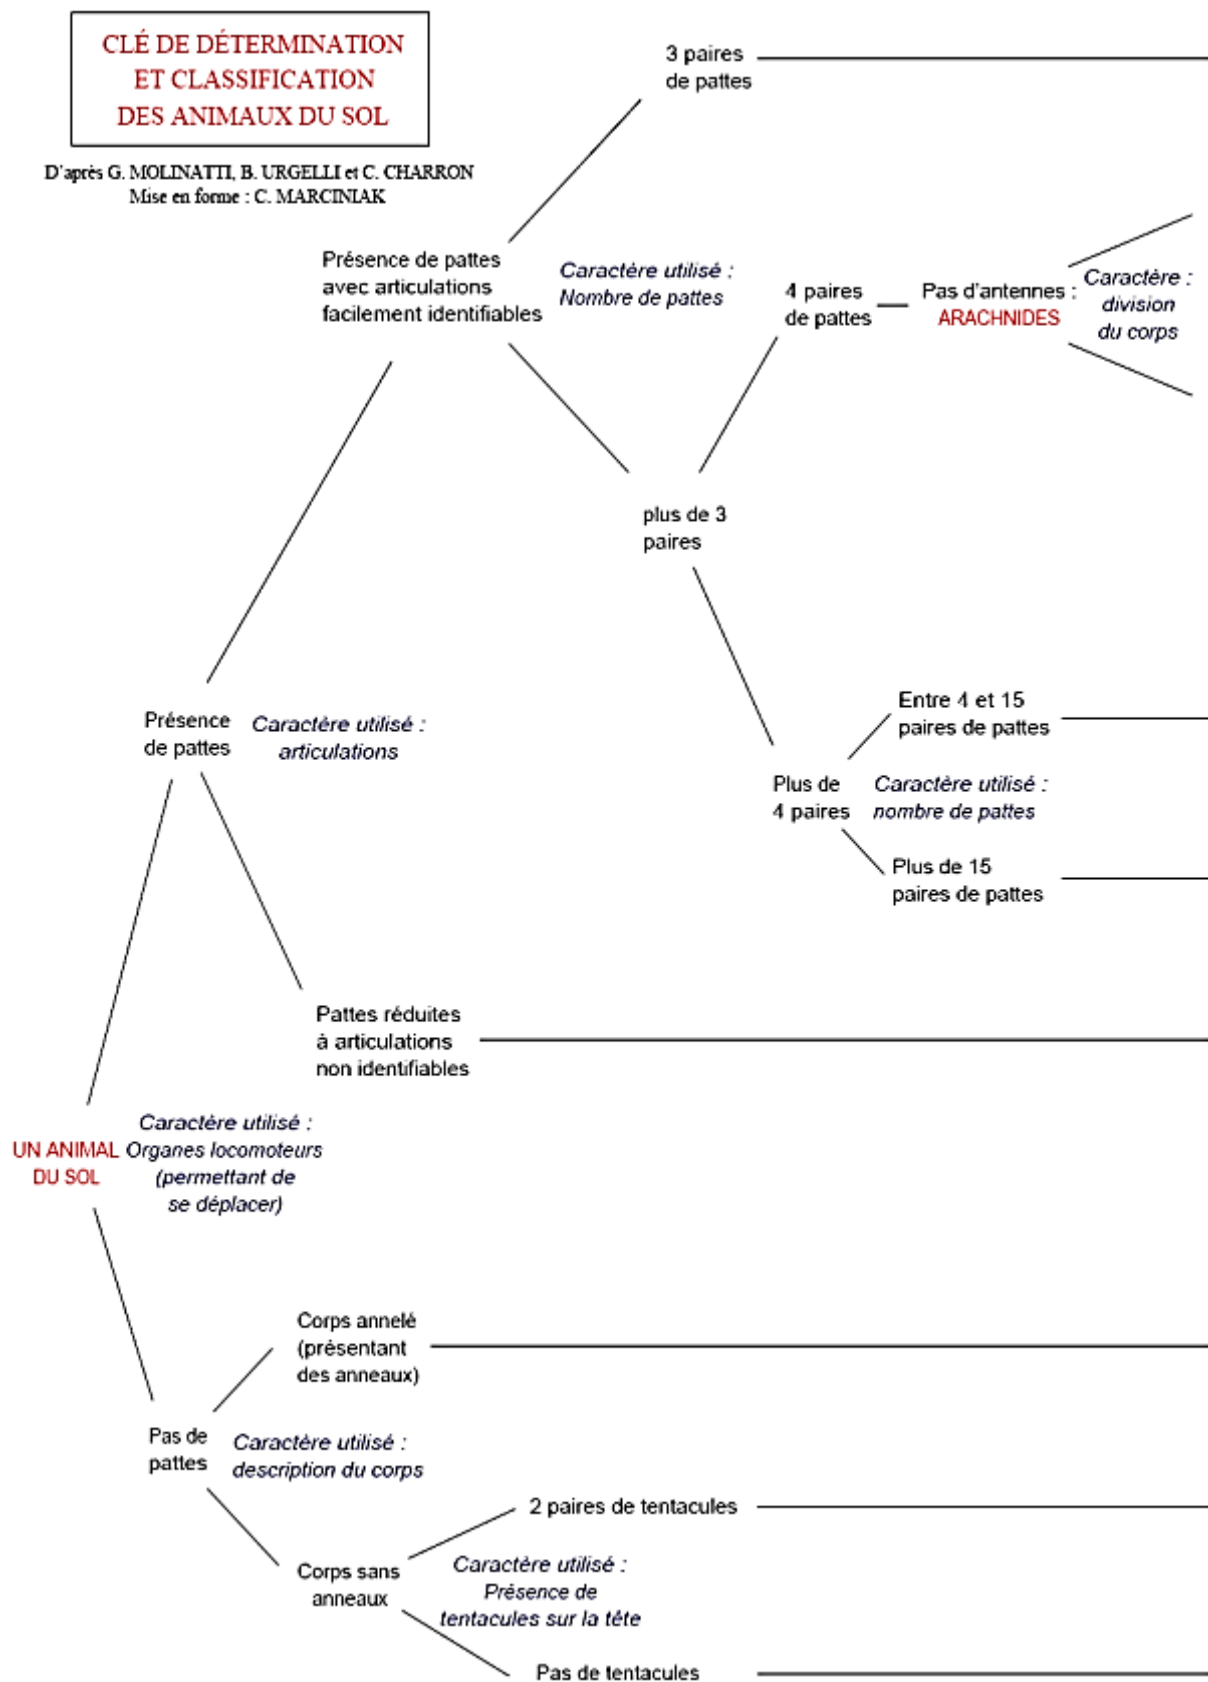 CLÉ DE DÉTERMINATION
ET CLASSIFICATION
DES ANIMAUX DU SOL
D'après G. MOLINATTI, B. URGELLI et C. CHARRON
Mise en forme : C. MARCINIAK
3 paires
de pattes
Présence de pattes
avec articulations
facilement identifiables
Caractère utilisé :
Nombre de pattes
4 paires
de pattes
Pas d'antennes :
ARACHNIDES
Caractère :
division
du corps
plus de 3
paires
Présence
de pattes
Caractère utilisé :
articulations
Entre 4 et 15
paires de pattes
Plus de
4 paires
Caractère utilisé :
nombre de pattes
Plus de 15
paires de pattes
Pattes réduites
à articulations
non identifiables
UN ANIMAL
DU SOL
Caractère utilisé :
Organes locomoteurs
(permettant de
se déplacer)
Corps annelé
(présentant
des anneaux)
Pas de
pattes
Caractère utilisé :
description du corps
2 paires de tentacules
Corps sans
anneaux
Caractère utilisé :
Présence de
tentacules sur la tête
Pas de tentacules